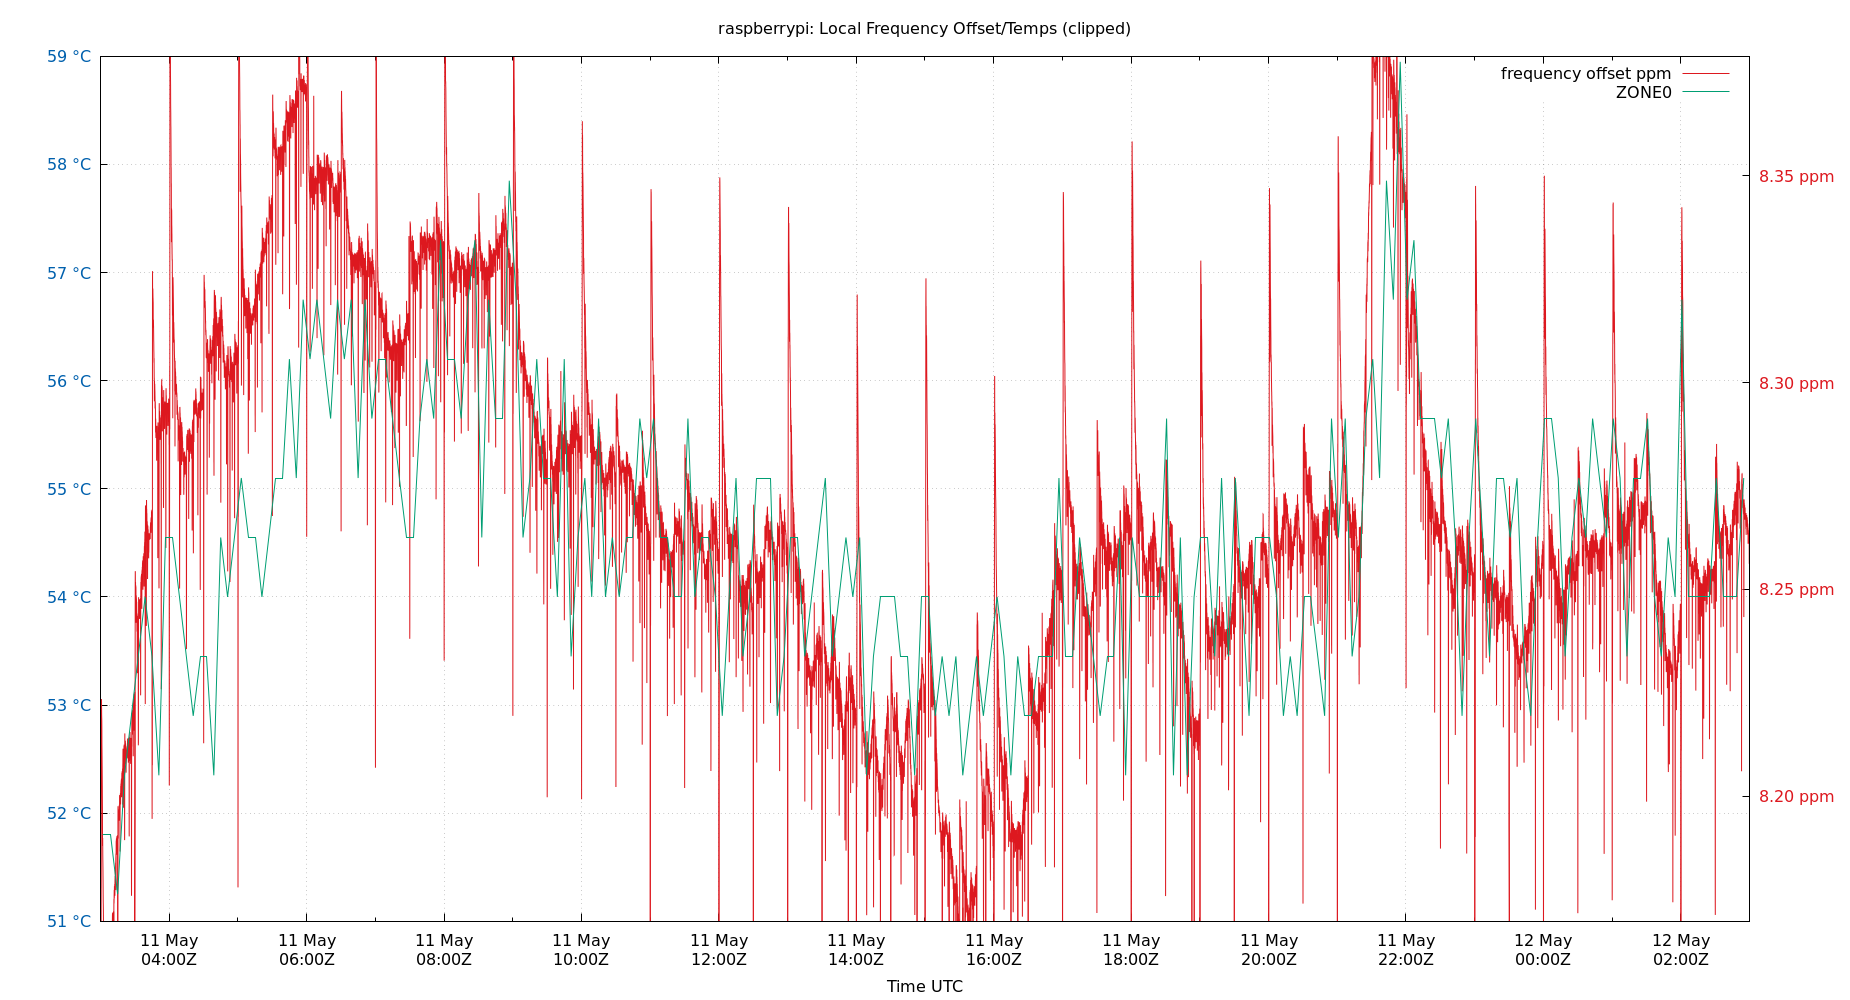 raspberrypi: Local Frequency Offset/Temps (clipped)
frequency offset ppm
ZONE0
59 °C
58 °C
57 °C
56 °C
55 °C
54 °C
53 °C
52 °C
51 °C
8.35 ppm
8.30 ppm
8.25 ppm
8.20 ppm
11 May 11 May 11 May 11 May 11 May 11 May 11 May 11 May 11 May 11 May 12 May 12 May
04:00Z 06:00Z 08:00Z 10:00Z 12:00Z 14:00Z 16:00Z 18:00Z 20:00Z 22:00Z 00:00Z 02:00Z
Time UTC